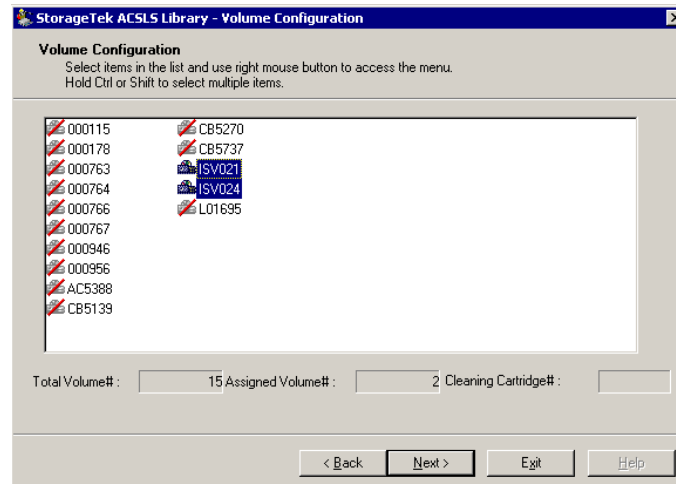 StorageTek ACSLS Library - Volume Configuration
Volume Configuration
Select items in the list and use right mouse button to access the menu.
Hold Ctrl or Shift to select multiple items.
000115
000178
000763
000764
000766
000767
000946
000956
AC5388
CB5139
CB5270
CB5737
ISV021
ISV024
L01695
Total Volume# : 15 Assigned Volume# : 2 Cleaning Cartridge# :
< Back Next > Exit Help